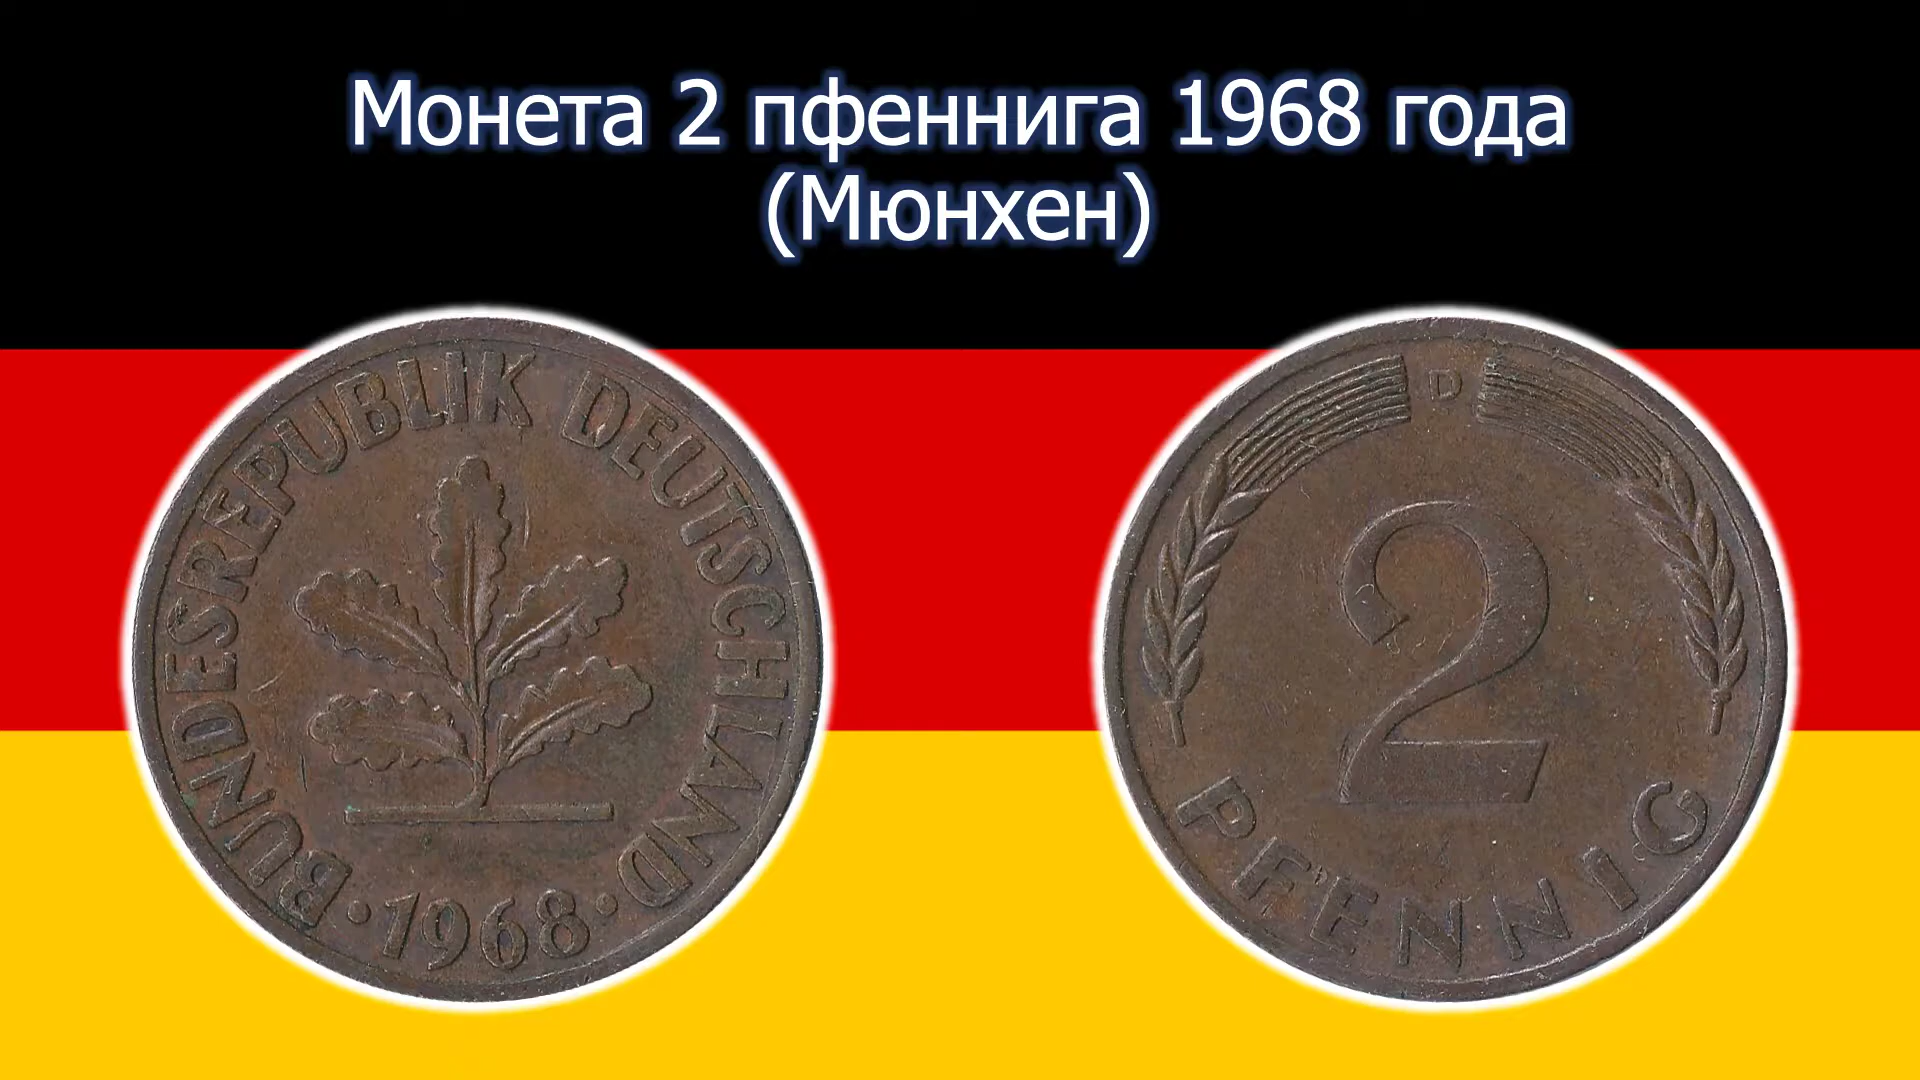 Монета 2 пфеннига 1968 года
(Мюнхен)
BUNDESREPUBLIK DEUTSCHLAND
·1968·
D
2
PFENNIG